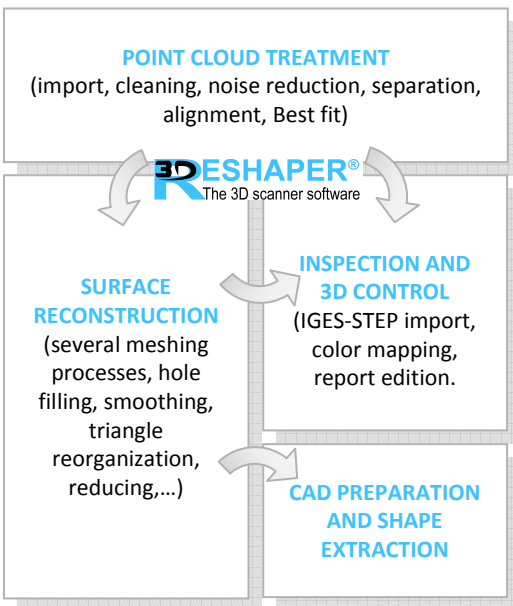 POINT CLOUD TREATMENT
(import, cleaning, noise reduction, separation,
alignment, Best fit)
3DRESHAPER®
The 3D scanner software
SURFACE
RECONSTRUCTION
(several meshing
processes, hole
filling, smoothing,
triangle
reorganization,
reducing,...)
INSPECTION AND
3D CONTROL
(IGES-STEP import,
color mapping,
report edition.
CAD PREPARATION
AND SHAPE
EXTRACTION